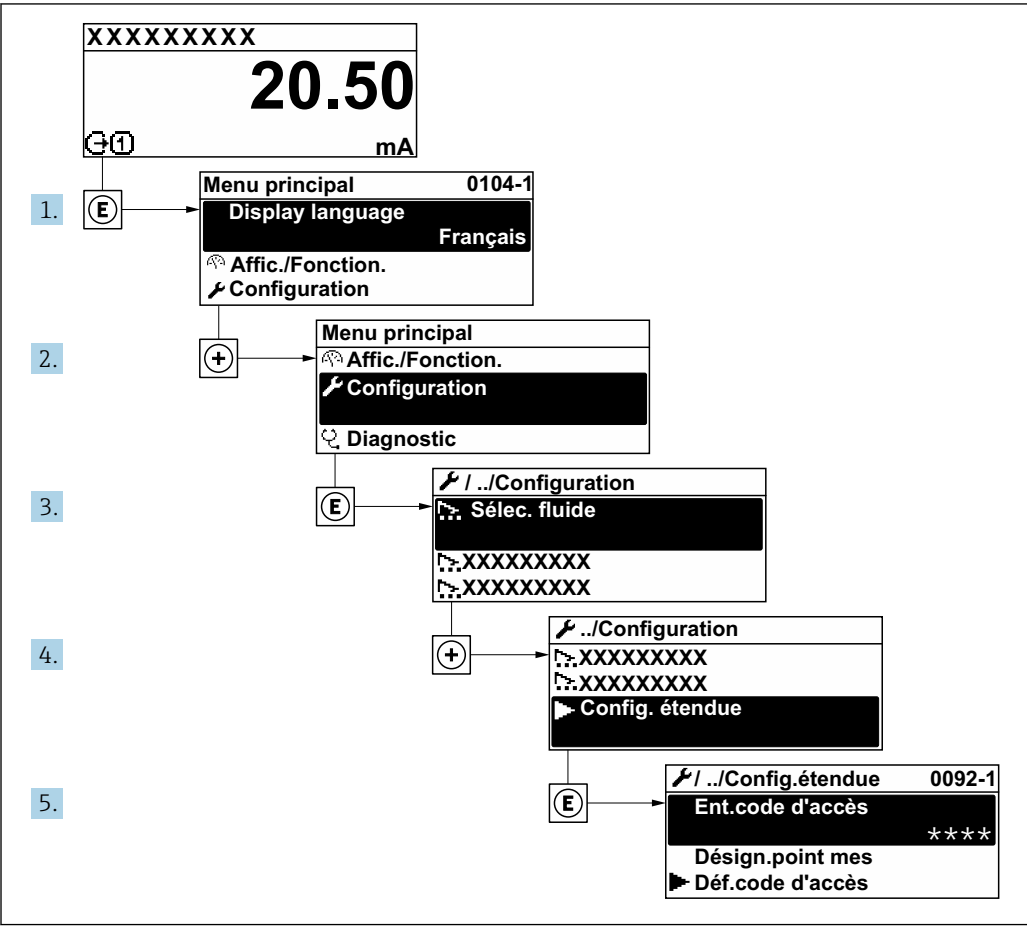 XXXXXXXXX
20.50
1 mA
1. E Menu principal 0104-1
Display language
Français
Affic./Fonction.
Configuration
2. + Menu principal
Affic./Fonction.
Configuration
Diagnostic
3. E / ../Configuration
Sélec. fluide
XXXXXXXXX
XXXXXXXXX
4. + ../Configuration
XXXXXXXXX
XXXXXXXXX
Config. étendue
5. E / ../Config.étendue 0092-1
Ent.code d'accès
****
Désign.point mes
Déf.code d'accès